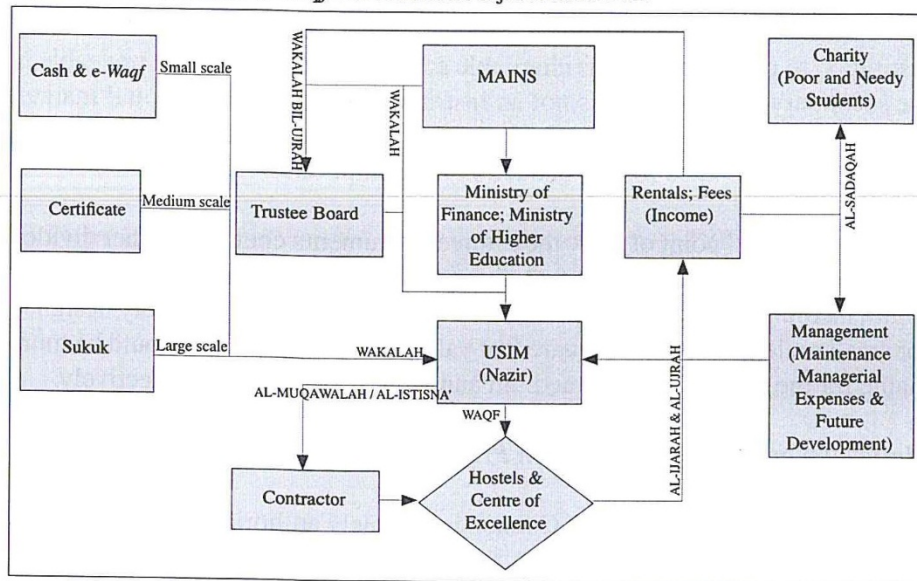 Cash & e-Waqf
Small scale
Certificate
Medium scale
Sukuk
Large scale
WAKALAH BIL-UJRAH
WAKALAH
MAINS
Trustee Board
Ministry of
Finance; Ministry
of Higher
Education
Rentals; Fees
(Income)
Charity
(Poor and Needy
Students)
AL-SADAQAH
WAKALAH
USIM
(Nazir)
Management
(Maintenance
Managerial
Expenses &
Future
Development)
AL-MUQAWALAH / AL-ISTISNA'
WAQF
AL-IJARAH & AL-UJRAH
Contractor
Hostels &
Centre of
Excellence